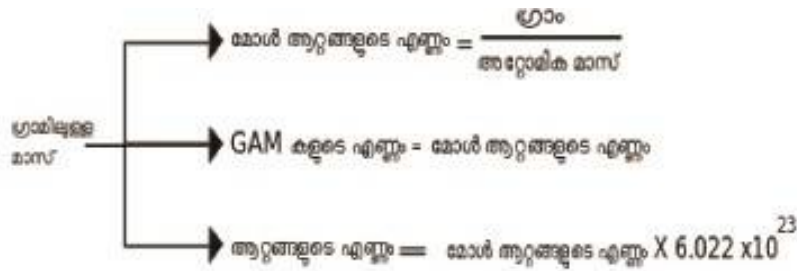 മോൾ ആറ്റങ്ങളുടെ എണ്ണം = ഗ്രാം
അറ്റോമിക മാസ്
ഗ്രാമിലുള്ള
മാസ്
GAM കളുടെ എണ്ണം = മോൾ ആറ്റങ്ങളുടെ എണ്ണം
ആറ്റങ്ങളുടെ എണ്ണം = മോൾ ആറ്റങ്ങളുടെ എണ്ണം X 6.022 x10^23